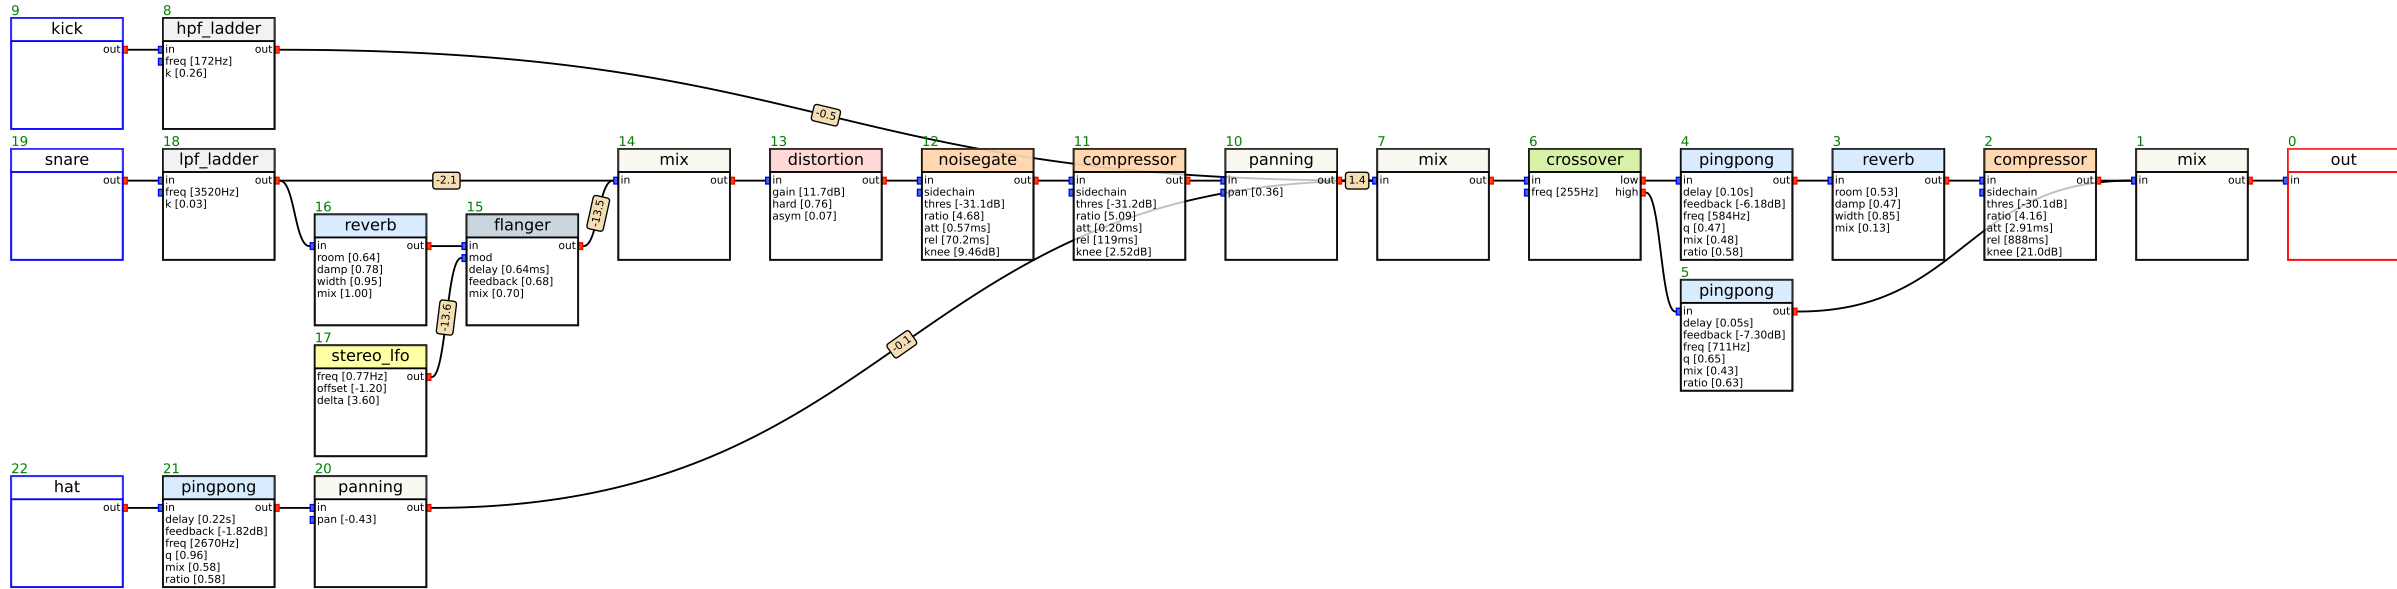 9
kick
out
8
hpf_ladder
in out
freq [172Hz]
k [0.26]
-0.5
19
snare
out
18
lpf_ladder
in out
freq [3520Hz]
k [0.03]
-2.1
16
reverb
in out
room [0.64]
damp [0.78]
width [0.95]
mix [1.00]
15
flanger
in out
mod
delay [0.64ms]
feedback [0.68]
mix [0.70]
-13.5
17
stereo_lfo
freq [0.77Hz] out
offset [-1.20]
delta [3.60]
-13.6
14
mix
in out
13
distortion
in out
gain [11.7dB]
hard [0.76]
asym [0.07]
12
noisegate
in out
sidechain
thres [-31.1dB]
ratio [4.68]
att [0.57ms]
rel [70.2ms]
knee [9.46dB]
11
compressor
in out
sidechain
thres [-31.2dB]
ratio [5.09]
att [0.20ms]
rel [119ms]
knee [2.52dB]
10
panning
in out
pan [0.36]
1.4
7
mix
in out
6
crossover
in low
freq [255Hz] high
4
pingpong
in out
delay [0.10s]
feedback [-6.18dB]
freq [584Hz]
q [0.47]
mix [0.48]
ratio [0.58]
5
pingpong
in out
delay [0.05s]
feedback [-7.30dB]
freq [711Hz]
q [0.65]
mix [0.43]
ratio [0.63]
3
reverb
in out
room [0.53]
damp [0.47]
width [0.85]
mix [0.13]
2
compressor
in out
sidechain
thres [-30.1dB]
ratio [4.16]
att [2.91ms]
rel [888ms]
knee [21.0dB]
1
mix
in out
0
out
in
22
hat
out
21
pingpong
in out
delay [0.22s]
feedback [-1.82dB]
freq [2670Hz]
q [0.96]
mix [0.58]
ratio [0.58]
20
panning
in out
pan [-0.43]
-0.1